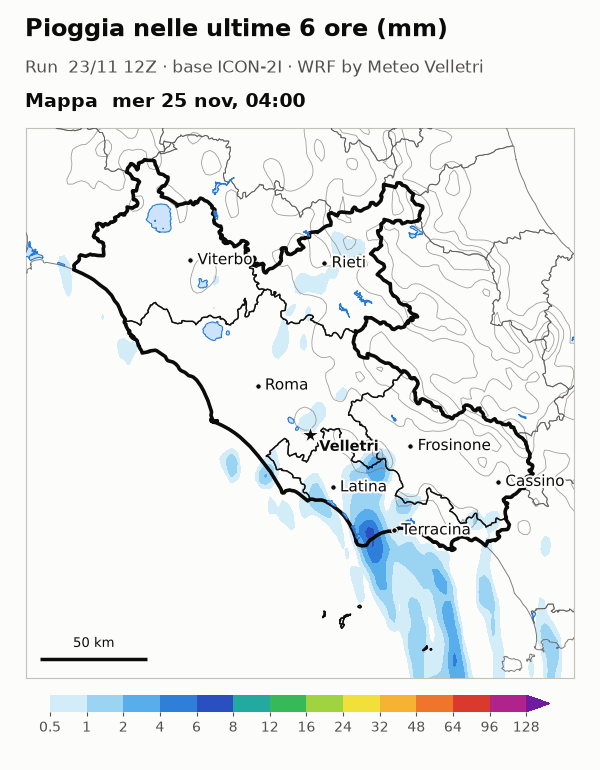 Pioggia nelle ultime 6 ore (mm)
Run  23/11 12Z · base ICON-2I · WRF by Meteo Velletri
Mappa  mer 25 nov, 04:00
Viterbo
Rieti
Roma
Velletri
Frosinone
Latina
Cassino
Terracina
50 km
0.5 1 2 4 6 8 12 16 24 32 48 64 96 128